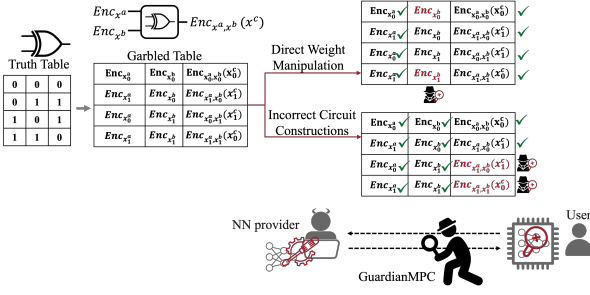 Enc_{x^a}
Enc_{x^b}
Enc_{x^a,x^b}(x^c)
Truth Table
0 0 0
0 1 1
1 0 1
1 1 0
Garbled Table
Enc_{x_0^a} Enc_{x_0^b} Enc_{x_0^a,x_0^b}(x_0^c)
Enc_{x_1^a} Enc_{x_0^b} Enc_{x_1^a,x_0^b}(x_1^c)
Enc_{x_0^a} Enc_{x_1^b} Enc_{x_0^a,x_1^b}(x_1^c)
Enc_{x_1^a} Enc_{x_1^b} Enc_{x_1^a,x_1^b}(x_0^c)
Direct Weight
Manipulation
Enc_{x_0^a}✓ Enc_{x_0^b} Enc_{x_0^a,x_0^b}(x_0^c) ✓
Enc_{x_1^a}✓ Enc_{x_0^b} Enc_{x_1^a,x_0^b}(x_1^c) ✓
Enc_{x_0^a}✓ Enc_{x_1^b} Enc_{x_0^a,x_1^b}(x_1^c) ✓
Enc_{x_1^a}✓ Enc_{x_1^b} Enc_{x_1^a,x_1^b}(x_0^c) ✓
Incorrect Circuit
Constructions
Enc_{x_0^a}✓ Enc_{x_0^b}✓ Enc_{x_0^a,x_0^b}(x_0^c) ✓
Enc_{x_1^a}✓ Enc_{x_0^b}✓ Enc_{x_1^a,x_0^b}(x_1^c) ✓
Enc_{x_0^a}✓ Enc_{x_1^b}✓ Enc_{x_0^a,x_1^b}(x_1^c)
Enc_{x_1^a}✓ Enc_{x_1^b}✓ Enc_{x_1^a,x_1^b}(x_0^c)
NN provider
User
GuardianMPC